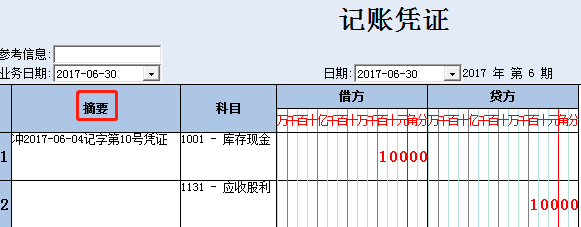 记账凭证
参考信息:
业务日期: 2017-06-30 日期: 2017-06-30 2017 年 第 6 期
摘要 科目 借方 贷方
万千百十亿千百十万千百十元角分 万千百十亿千百十万千百十元角分
1 冲2017-06-04记字第10号凭证 1001 - 库存现金 10000
2 1131 - 应收股利 10000